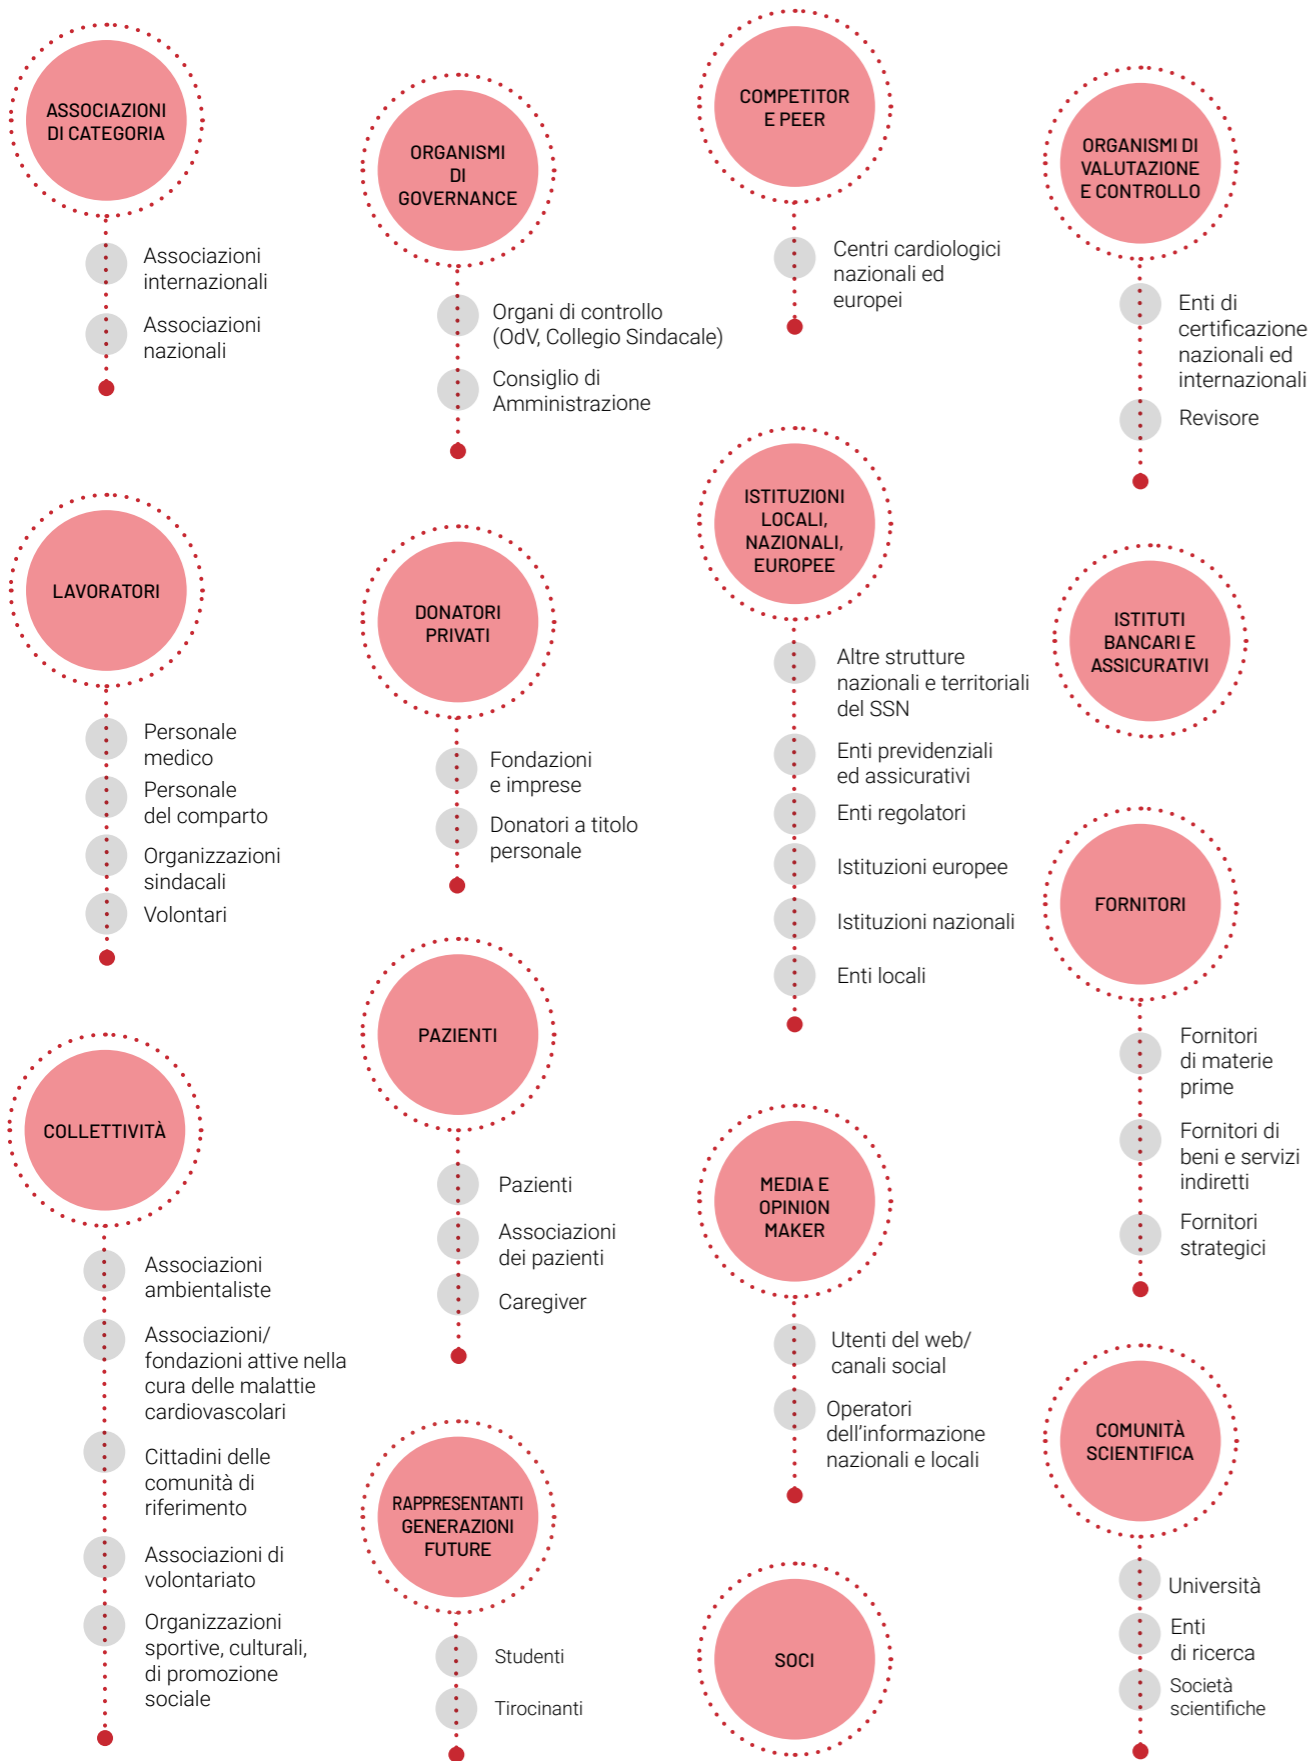 ASSOCIAZIONI
DI CATEGORIA
Associazioni
internazionali
Associazioni
nazionali
LAVORATORI
Personale
medico
Personale
del comparto
Organizzazioni
sindacali
Volontari
COLLETTIVITÀ
Associazioni
ambientaliste
Associazioni/
fondazioni attive nella
cura delle malattie
cardiovascolari
Cittadini delle
comunità di
riferimento
Associazioni di
volontariato
Organizzazioni
sportive, culturali,
di promozione
sociale
ORGANISMI
DI
GOVERNANCE
Organi di controllo
(OdV, Collegio Sindacale)
Consiglio di
Amministrazione
DONATORI
PRIVATI
Fondazioni
e imprese
Donatori a titolo
personale
PAZIENTI
Pazienti
Associazioni
dei pazienti
Caregiver
RAPPRESENTANTI
GENERAZIONI
FUTURE
Studenti
Tirocinanti
COMPETITOR
E PEER
Centri cardiologici
nazionali ed
europei
ISTITUZIONI
LOCALI,
NAZIONALI,
EUROPEE
Altre strutture
nazionali e territoriali
del SSN
Enti previdenziali
ed assicurativi
Enti regolatori
Istituzioni europee
Istituzioni nazionali
Enti locali
MEDIA E
OPINION
MAKER
Utenti del web/
canali social
Operatori
dell’informazione
nazionali e locali
SOCI
ORGANISMI DI
VALUTAZIONE
E CONTROLLO
Enti di
certificazione
nazionali ed
internazionali
Revisore
ISTITUTI
BANCARI E
ASSICURATIVI
FORNITORI
Fornitori
di materie
prime
Fornitori di
beni e servizi
indiretti
Fornitori
strategici
COMUNITÀ
SCIENTIFICA
Università
Enti
di ricerca
Società
scientifiche